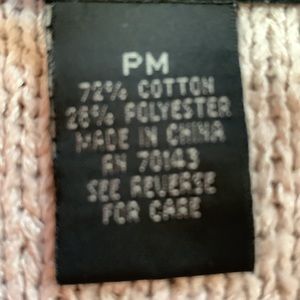 PM
72% COTTON
28% POLYESTER
MADE IN CHINA
RN 70143
SEE REVERSE
FOR CARE